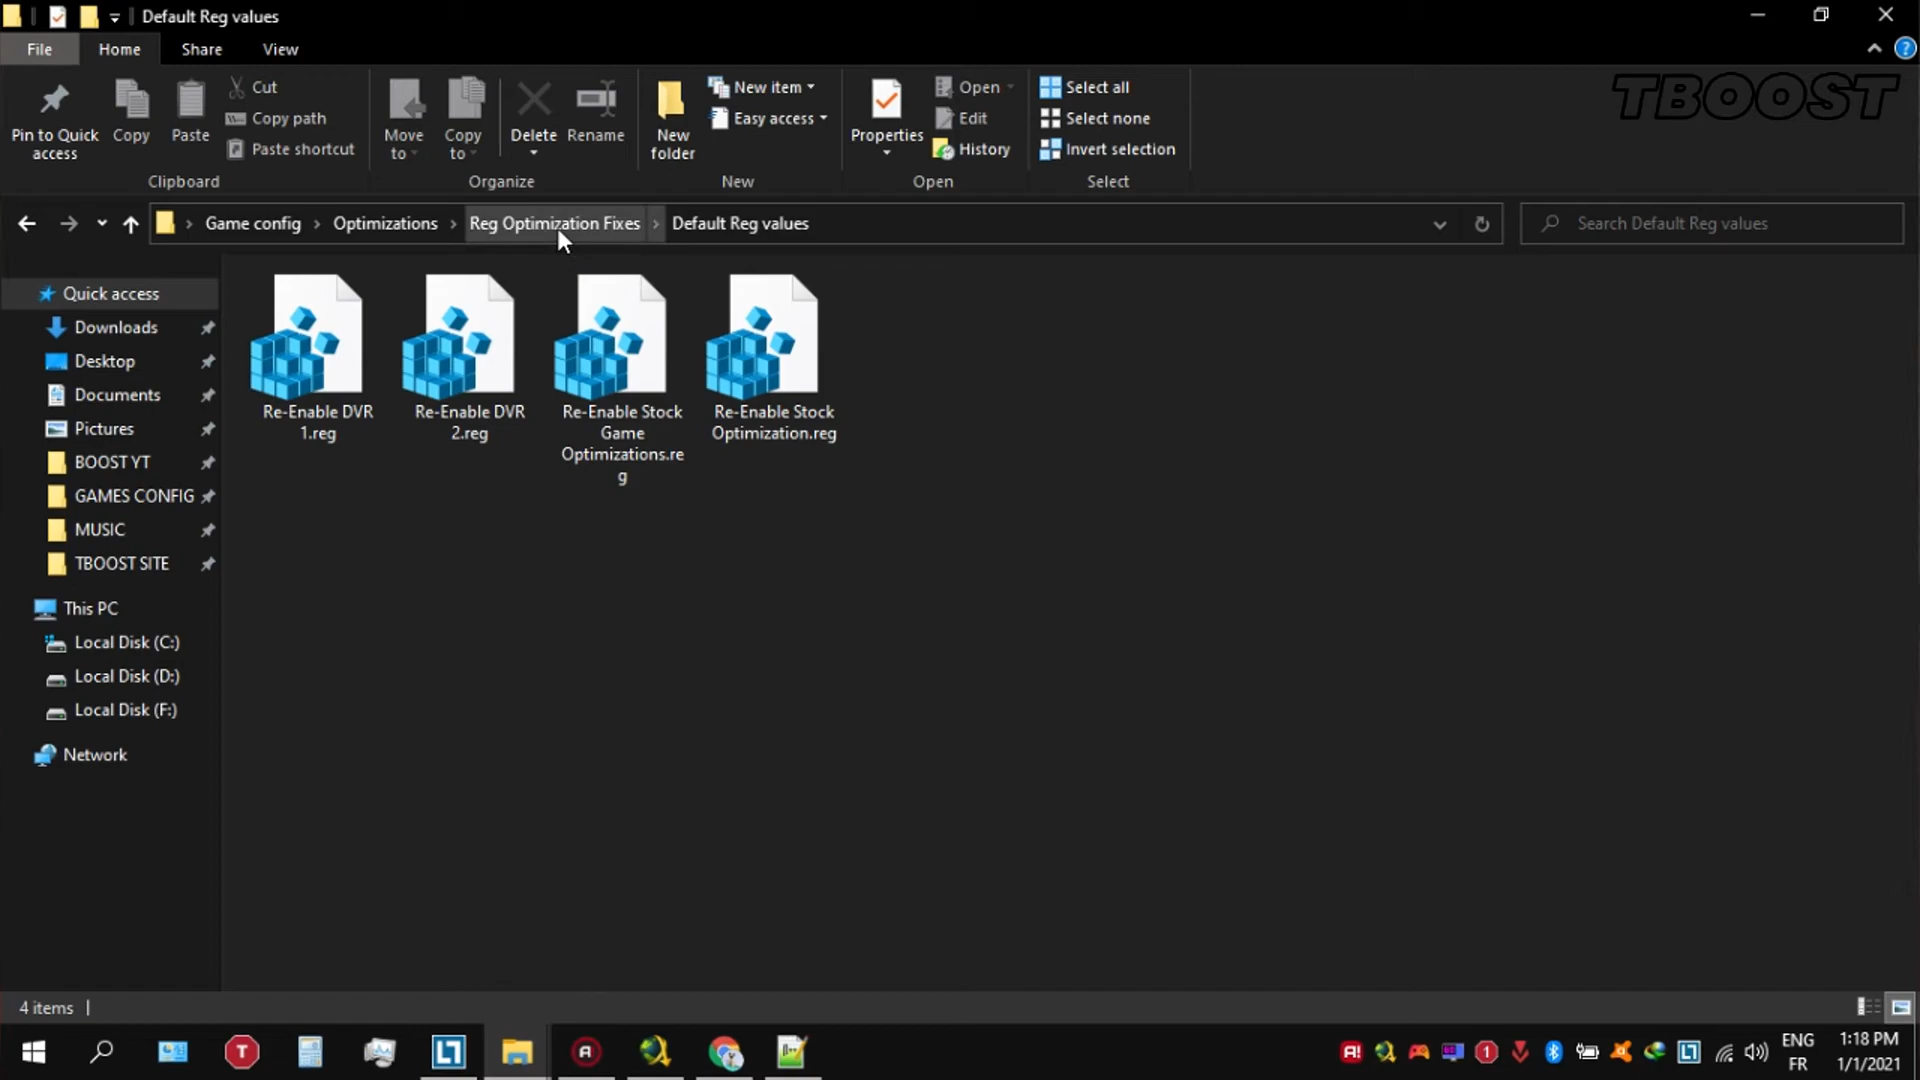 Default Reg values
File Home Share View
TBOOST
Pin to Quick
access
Copy
Paste
Cut
Copy path
Paste shortcut
Move
to
Copy
to
Delete
Rename
New
folder
New item
Easy access
Properties
Open
Edit
History
Select all
Select none
Invert selection
Clipboard Organize New Open Select
Game config › Optimizations › Reg Optimization Fixes › Default Reg values
Search Default Reg values
Quick access
Downloads
Desktop
Documents
Pictures
BOOST YT
GAMES CONFIG
MUSIC
TBOOST SITE
This PC
Local Disk (C:)
Local Disk (D:)
Local Disk (F:)
Network
Re-Enable DVR
1.reg
Re-Enable DVR
2.reg
Re-Enable Stock
Game
Optimizations.re
g
Re-Enable Stock
Optimization.reg
4 items
ENG
FR
1:18 PM
1/1/2021